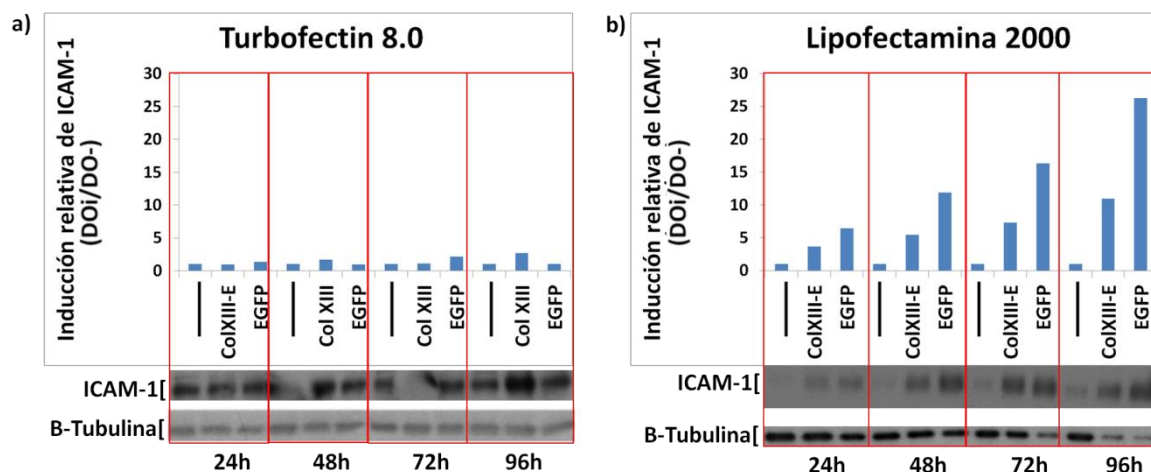 a)
Turbofectin 8.0
Inducción relativa de ICAM-1
(DOi/DO-)
30
25
20
15
10
5
0
ColXIII-E
EGFP
Col XIII
EGFP
Col XIII
EGFP
Col XIII
EGFP
ICAM-1[
B-Tubulina[
24h 48h 72h 96h
b)
Lipofectamina 2000
Inducción relativa de ICAM-1
(DOi/DO-)
30
25
20
15
10
5
0
ColXIII-E
EGFP
ColXIII-E
EGFP
ColXIII-E
EGFP
ColXIII-E
EGFP
ICAM-1[
B-Tubulina[
24h 48h 72h 96h